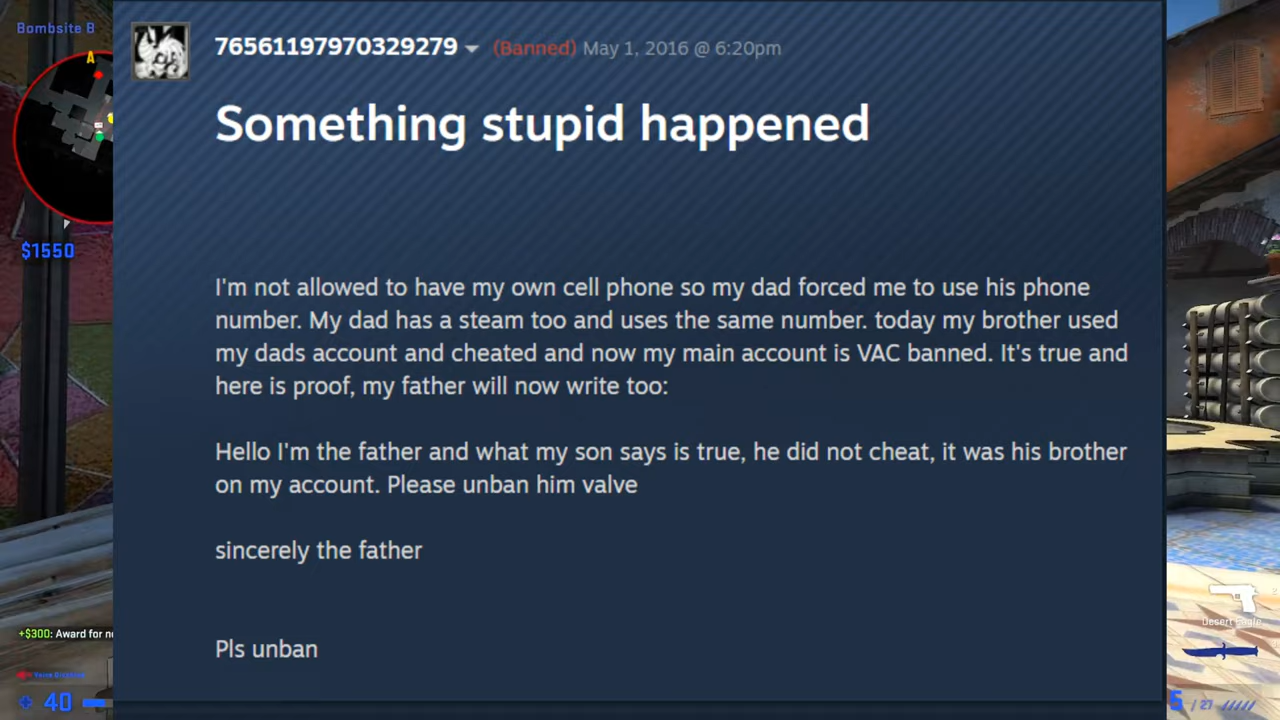 Bombsite B
A
$1550
76561197970329279 (Banned) May 1, 2016 @ 6:20pm
Something stupid happened
I'm not allowed to have my own cell phone so my dad forced me to use his phone
number. My dad has a steam too and uses the same number. today my brother used
my dads account and cheated and now my main account is VAC banned. It's true and
here is proof, my father will now write too:
Hello I'm the father and what my son says is true, he did not cheat, it was his brother
on my account. Please unban him valve
sincerely the father
Pls unban
+$300: Award for n
40
Desert Eagle
/ 27